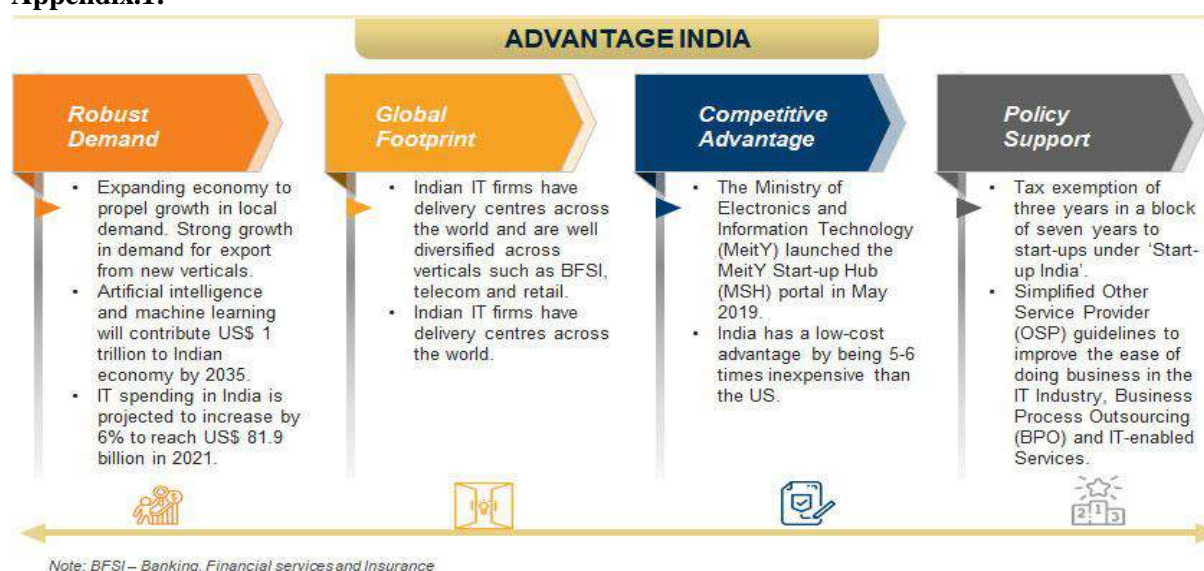 Appendix.1:
ADVANTAGE INDIA
Robust
Demand
• Expanding economy to
propel growth in local
demand. Strong growth
in demand for export
from new verticals.
• Artificial intelligence
and machine learning
will contribute US$ 1
trillion to Indian
economy by 2035.
• IT spending in India is
projected to increase by
6% to reach US$ 81.9
billion in 2021.
Global
Footprint
• Indian IT firms have
delivery centres across
the world and are well
diversified across
verticals such as BFSI,
telecom and retail.
• Indian IT firms have
delivery centres across
the world.
Competitive
Advantage
• The Ministry of
Electronics and
Information Technology
(MeitY) launched the
MeitY Start-up Hub
(MSH) portal in May
2019.
• India has a low-cost
advantage by being 5-6
times inexpensive than
the US.
Policy
Support
• Tax exemption of
three years in a block
of seven years to
start-ups under ‘Start-
up India’.
• Simplified Other
Service Provider
(OSP) guidelines to
improve the ease of
doing business in the
IT Industry, Business
Process Outsourcing
(BPO) and IT-enabled
Services.
2 1 3
Note: BFSI – Banking, Financial services and Insurance